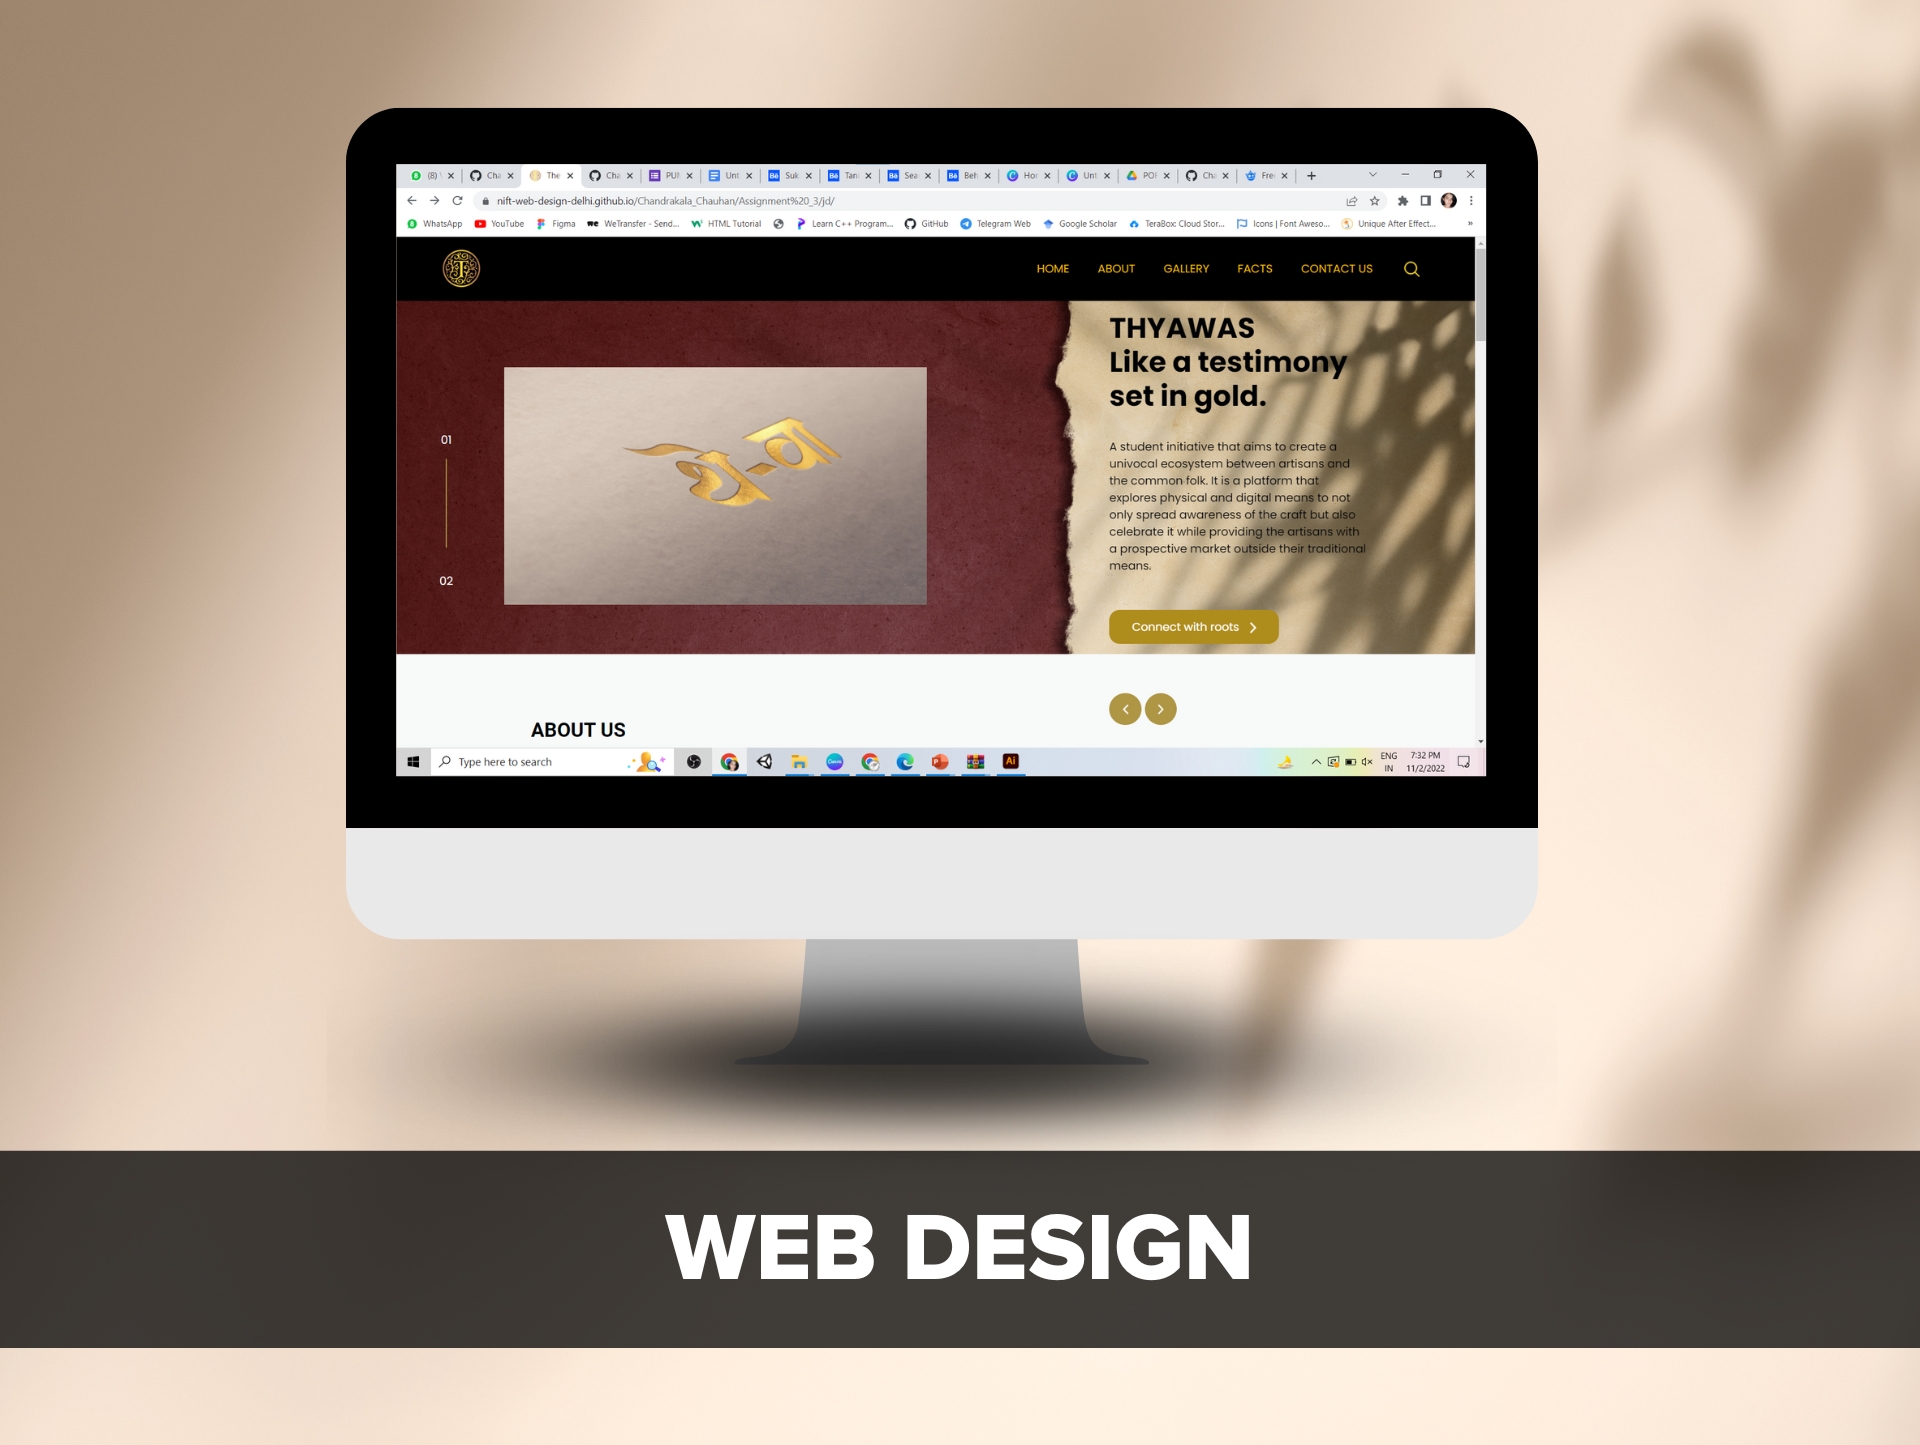 (8)
Cha
The
Cha
PUI
Unt
Suk
Tani
Sea
Beh
Hor
Unt
POF
Cha
Free
nift-web-design-delhi.github.io/Chandrakala_Chauhan/Assignment%20_3/jd/
WhatsApp YouTube Figma WeTransfer - Send... HTML Tutorial Learn C++ Program... GitHub Telegram Web Google Scholar TeraBox: Cloud Stor... Icons | Font Aweso... Unique After Effect... »
T
HOME ABOUT GALLERY FACTS CONTACT US
THYAWAS
Like a testimony
set in gold.
01
02
A student initiative that aims to create a
univocal ecosystem between artisans and
the common folk. It is a platform that
explores physical and digital means to not
only spread awareness of the craft but also
celebrate it while providing the artisans with
a prospective market outside their traditional
means.
Connect with roots
ABOUT US
Type here to search
Ai
ENG
IN
7:32 PM
11/2/2022
WEB DESIGN